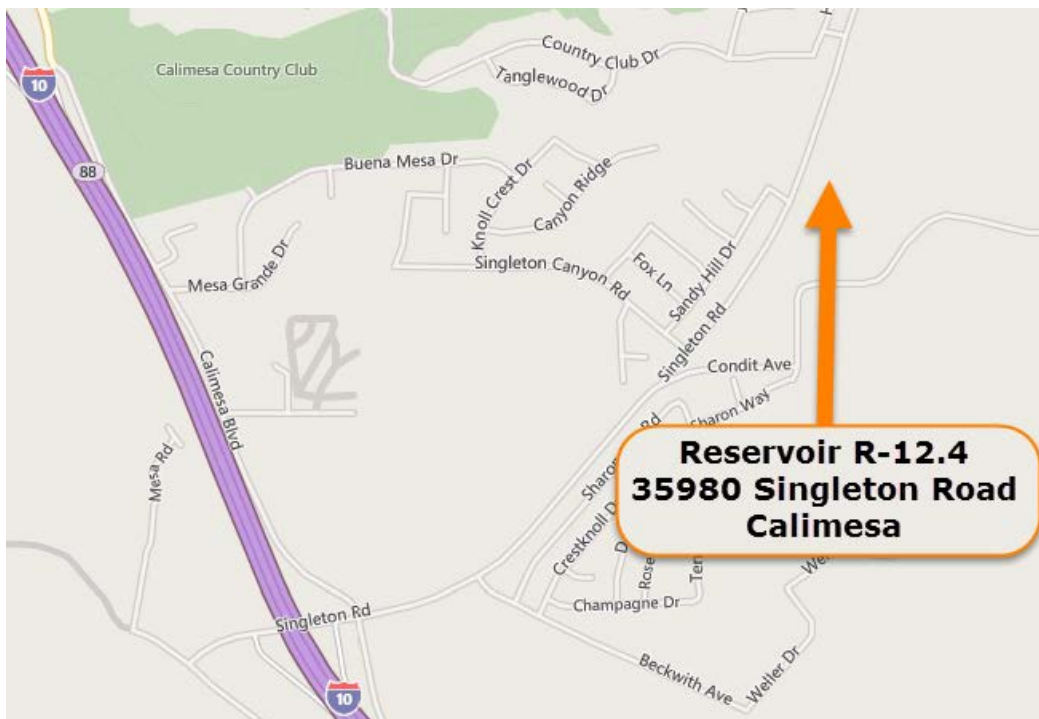 Country Club Dr
Calimesa Country Club
Tanglewood Dr
10
Buena Mesa Dr
88
Knoll Crest Dr
Canyon Ridge
Singleton Canyon Rd
Fox Ln
Sandy Hill Dr
Mesa Grande Dr
Singleton Rd
Calimesa Blvd
Condit Ave
Sharon Way
Mesa Rd
Reservoir R-12.4
35980 Singleton Road
Calimesa
Crestknoll
Champagne Dr
Singleton Rd
Beckwith Ave
Weller Dr
10